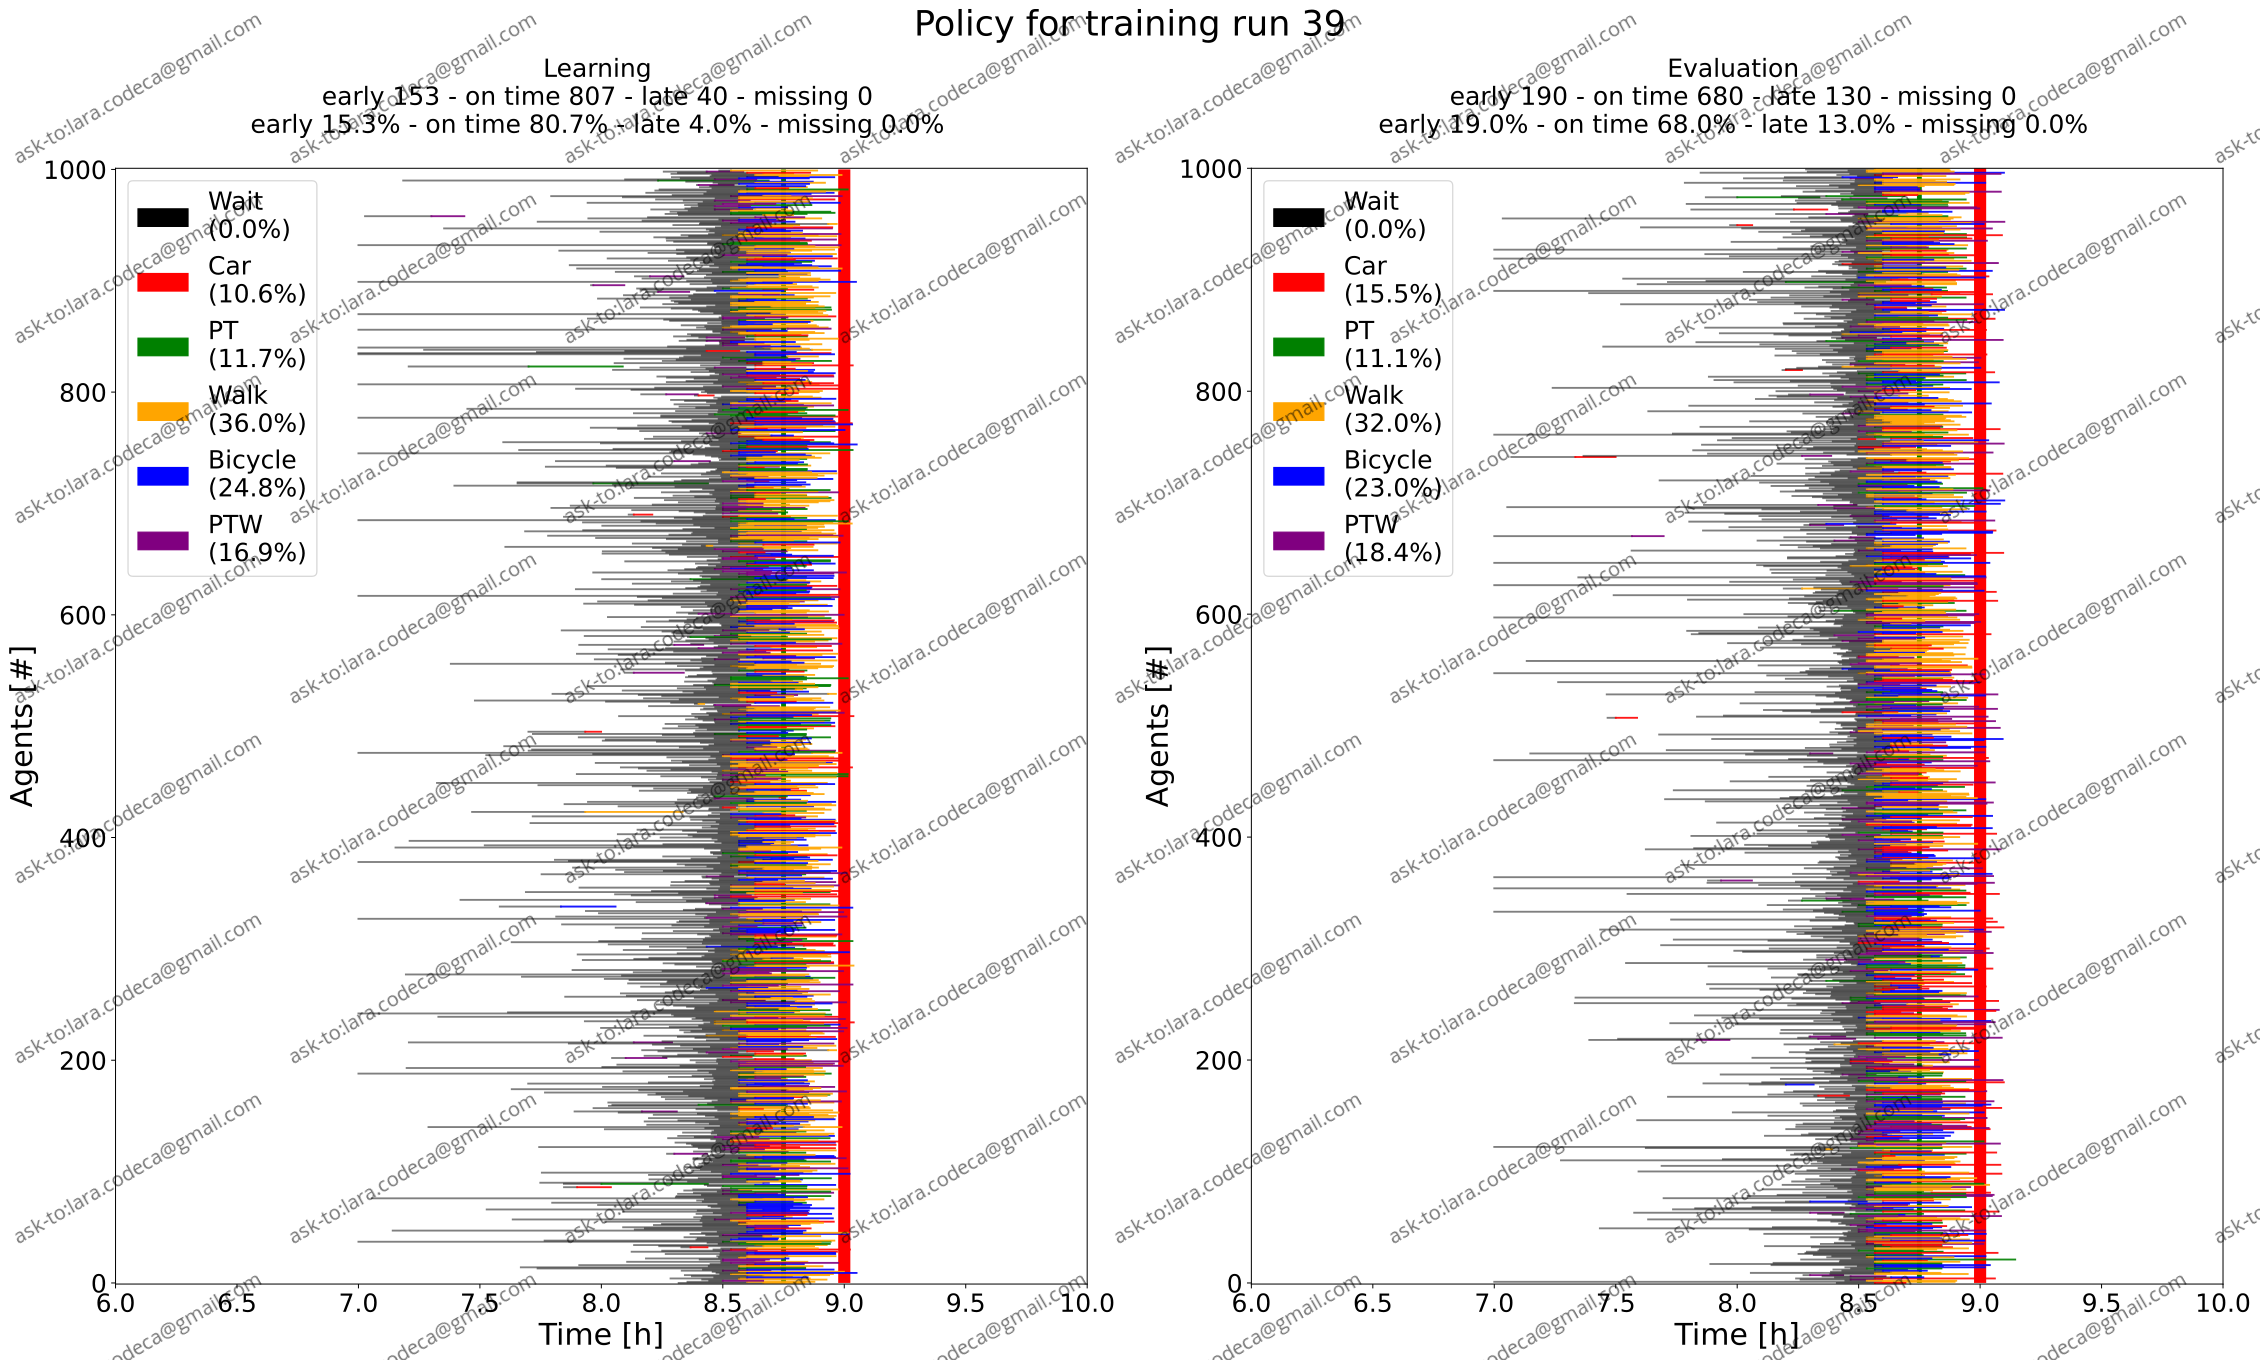 Policy for training run 39
Learning
early 153 - on time 807 - late 40 - missing 0
early 15.3% - on time 80.7% - late 4.0% - missing 0.0%
1000
800
600
400
200
0
Agents [#]
Wait
(0.0%)
Car
(10.6%)
PT
(11.7%)
Walk
(36.0%)
Bicycle
(24.8%)
PTW
(16.9%)
6.0 6.5 7.0 7.5 8.0 8.5 9.0 9.5 10.0
Time [h]
Evaluation
early 190 - on time 680 - late 130 - missing 0
early 19.0% - on time 68.0% - late 13.0% - missing 0.0%
1000
800
600
400
200
0
Agents [#]
Wait
(0.0%)
Car
(15.5%)
PT
(11.1%)
Walk
(32.0%)
Bicycle
(23.0%)
PTW
(18.4%)
6.0 6.5 7.0 7.5 8.0 8.5 9.0 9.5 10.0
Time [h]
ask-to:lara.codeca@gmail.com